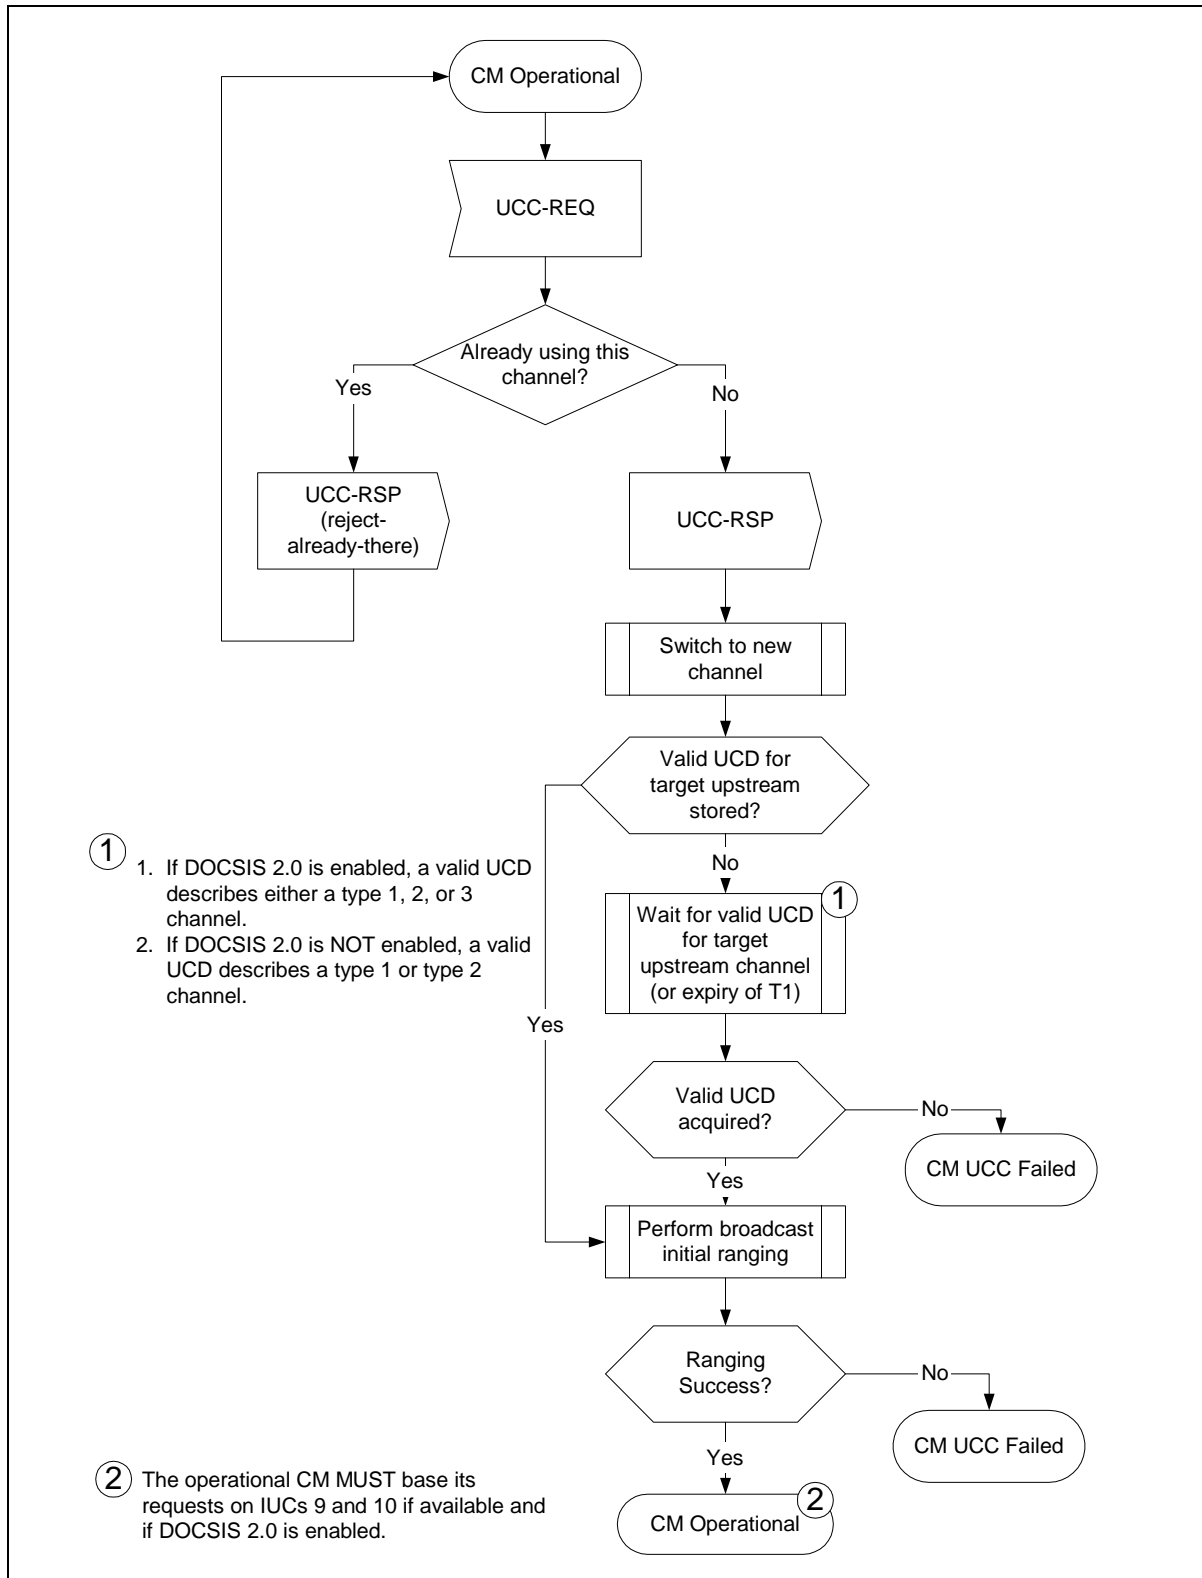 CM Operational
UCC-REQ
Already using this
channel?
Yes
No
UCC-RSP
(reject-
already-there)
UCC-RSP
Switch to new
channel
Valid UCD for
target upstream
stored?
No
1
1. If DOCSIS 2.0 is enabled, a valid UCD
describes either a type 1, 2, or 3
channel.
2. If DOCSIS 2.0 is NOT enabled, a valid
UCD describes a type 1 or type 2
channel.
1
Wait for valid UCD
for target
upstream channel
(or expiry of T1)
Yes
Valid UCD
acquired?
No
CM UCC Failed
Yes
Perform broadcast
initial ranging
Ranging
Success?
No
CM UCC Failed
Yes
2
The operational CM MUST base its
requests on IUCs 9 and 10 if available and
if DOCSIS 2.0 is enabled.
CM Operational
2